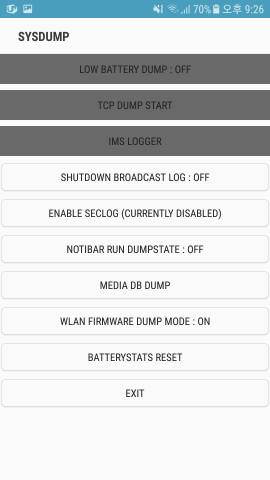 70% 오후 9:26
SYSDUMP
LOW BATTERY DUMP : OFF
TCP DUMP START
IMS LOGGER
SHUTDOWN BROADCAST LOG : OFF
ENABLE SECLOG (CURRENTLY DISABLED)
NOTIBAR RUN DUMPSTATE : OFF
MEDIA DB DUMP
WLAN FIRMWARE DUMP MODE : ON
BATTERYSTATS RESET
EXIT